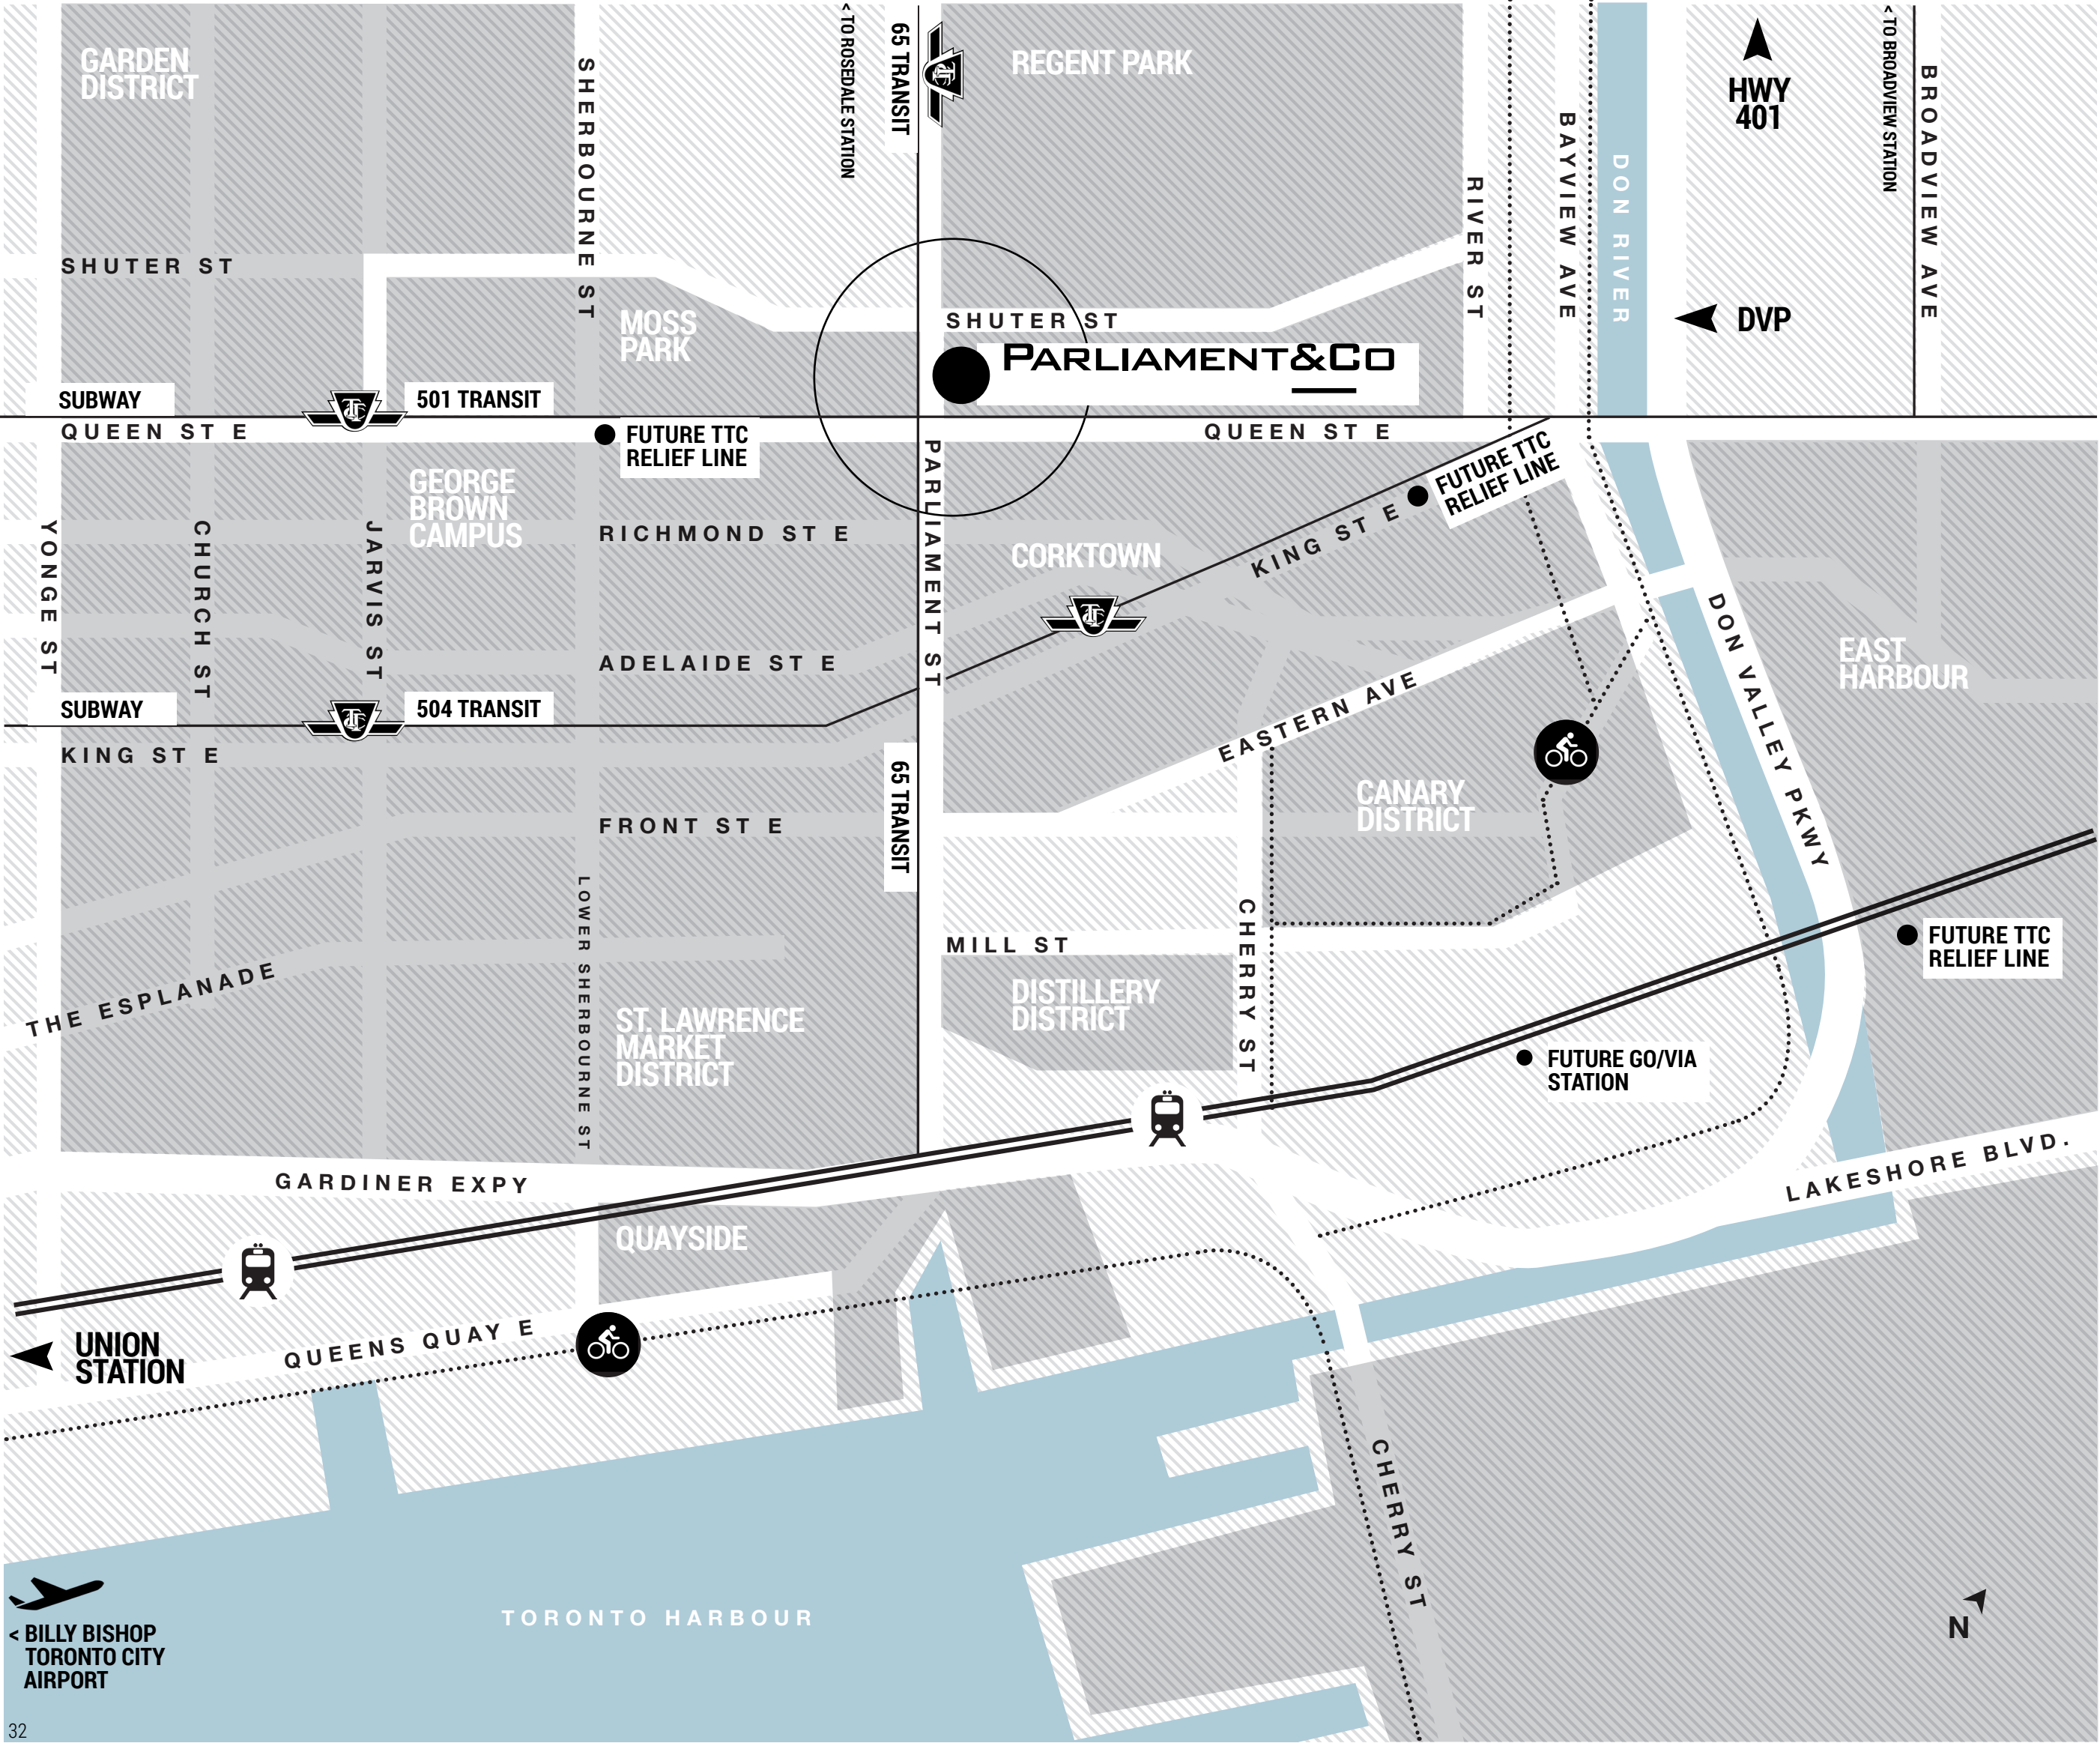 GARDEN
DISTRICT
SHERBOURNE ST
< TO ROSEDALE STATION
65 TRANSIT
REGENT PARK
RIVER ST
BAYVIEW AVE
DON RIVER
HWY
401
< TO BROADVIEW STATION
BROADVIEW AVE
SHUTER ST
MOSS
PARK
SHUTER ST
DVP
PARLIAMENT&CO
SUBWAY
501 TRANSIT
QUEEN ST E
FUTURE TTC
RELIEF LINE
QUEEN ST E
FUTURE TTC
RELIEF LINE
GEORGE
BROWN
CAMPUS
YONGE ST
CHURCH ST
JARVIS ST
RICHMOND ST E
PARLIAMENT ST
CORKTOWN
KING ST E
ADELAIDE ST E
DON VALLEY PKWY
EAST
HARBOUR
SUBWAY
504 TRANSIT
KING ST E
EASTERN AVE
65 TRANSIT
CANARY
DISTRICT
FRONT ST E
LOWER SHERBOURNE ST
CHERRY ST
MILL ST
FUTURE TTC
RELIEF LINE
THE ESPLANADE
DISTILLERY
DISTRICT
ST. LAWRENCE
MARKET
DISTRICT
FUTURE GO/VIA
STATION
GARDINER EXPY
LAKESHORE BLVD.
QUAYSIDE
UNION
STATION
QUEENS QUAY E
CHERRY ST
TORONTO HARBOUR
< BILLY BISHOP
TORONTO CITY
AIRPORT
N
32